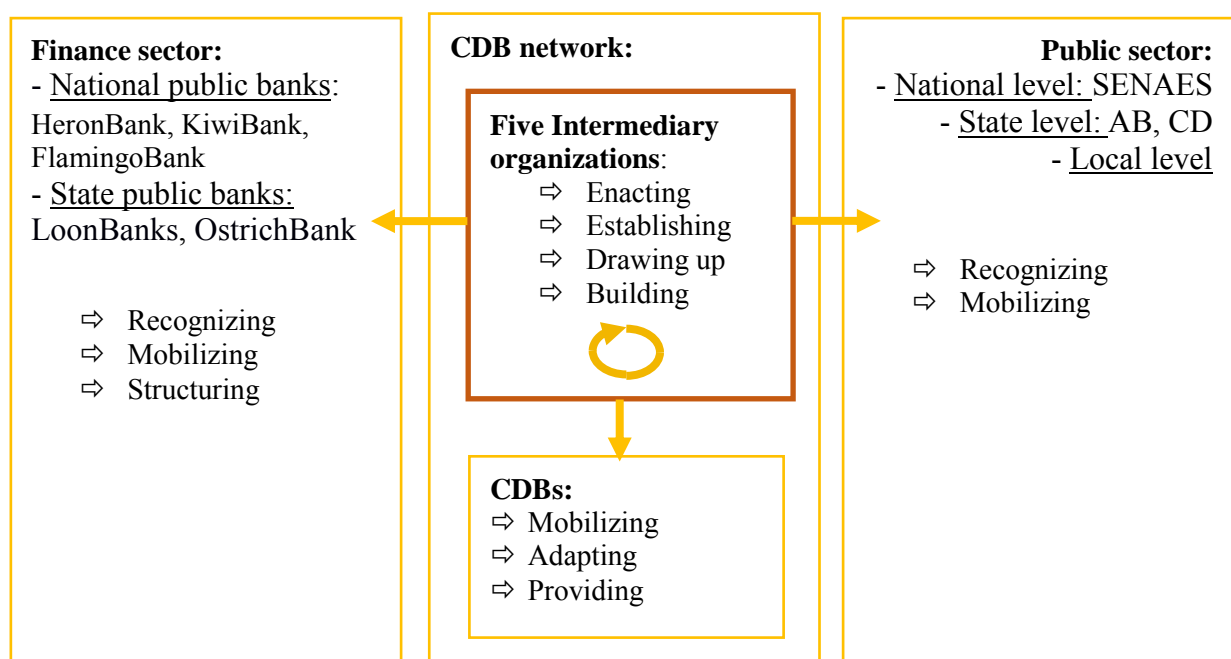 Finance sector:
- National public banks:
HeronBank, KiwiBank,
FlamingoBank
- State public banks:
LoonBanks, OstrichBank
⇨ Recognizing
⇨ Mobilizing
⇨ Structuring
CDB network:
Five Intermediary
organizations:
⇨ Enacting
⇨ Establishing
⇨ Drawing up
⇨ Building
CDBs:
⇨ Mobilizing
⇨ Adapting
⇨ Providing
Public sector:
- National level: SENAES
- State level: AB, CD
- Local level
⇨ Recognizing
⇨ Mobilizing